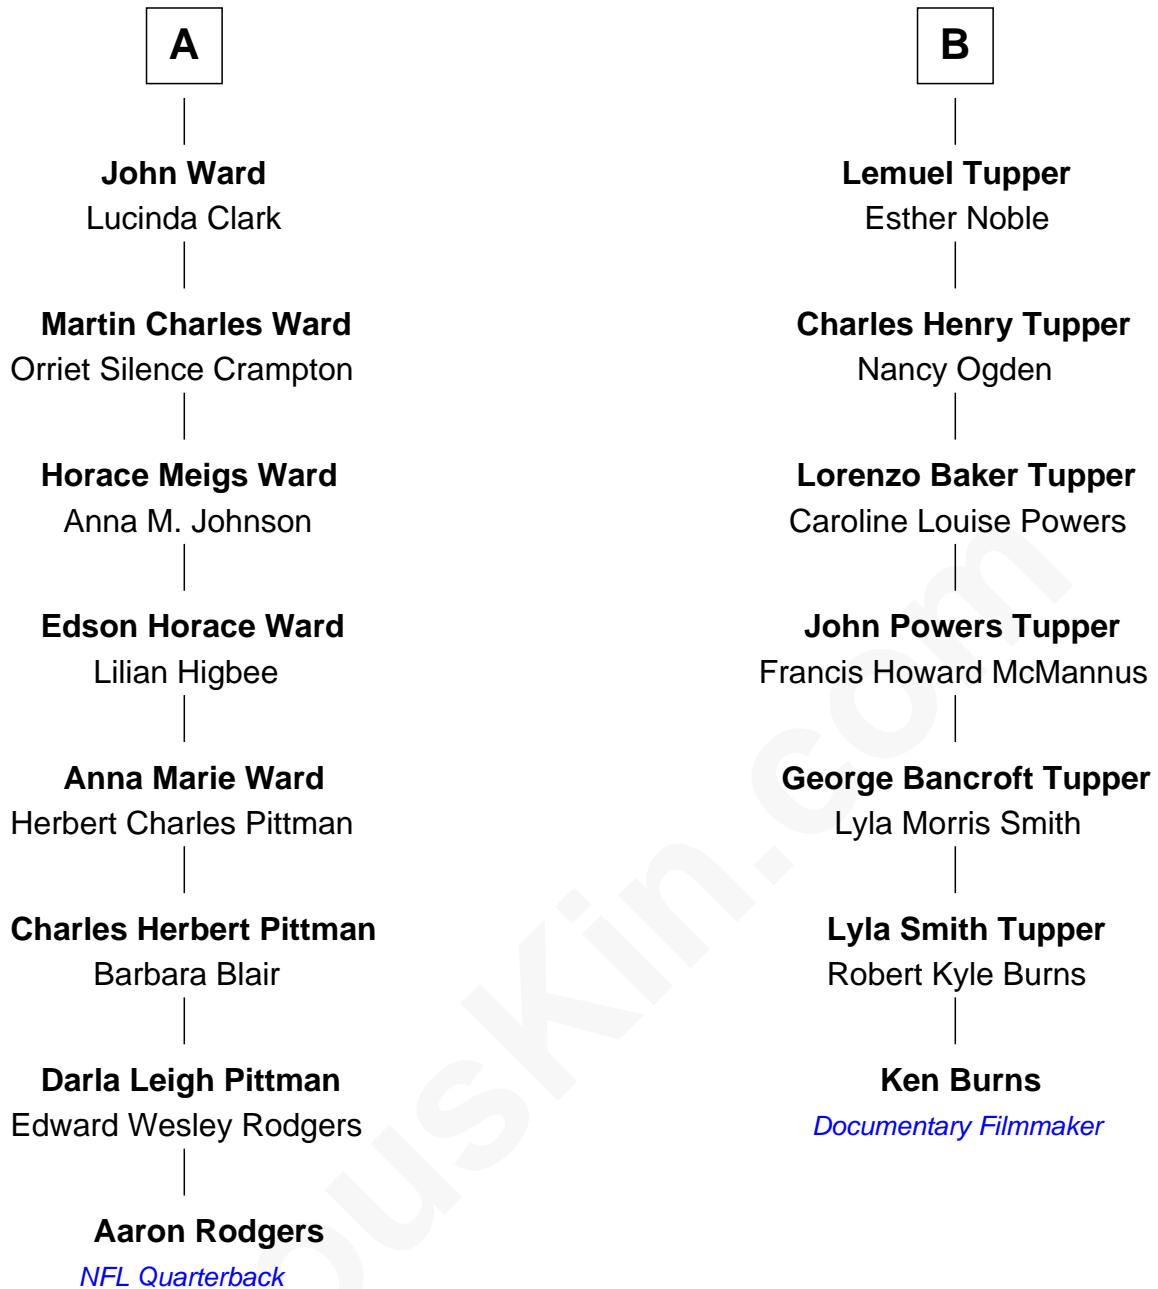 A
John Ward
Lucinda Clark
Martin Charles Ward
Orriet Silence Crampton
Horace Meigs Ward
Anna M. Johnson
Edson Horace Ward
Lilian Higbee
Anna Marie Ward
Herbert Charles Pittman
Charles Herbert Pittman
Barbara Blair
Darla Leigh Pittman
Edward Wesley Rodgers
Aaron Rodgers
NFL Quarterback
B
Lemuel Tupper
Esther Noble
Charles Henry Tupper
Nancy Ogden
Lorenzo Baker Tupper
Caroline Louise Powers
John Powers Tupper
Francis Howard McMannus
George Bancroft Tupper
Lyla Morris Smith
Lyla Smith Tupper
Robert Kyle Burns
Ken Burns
Documentary Filmmaker
ousKin.com